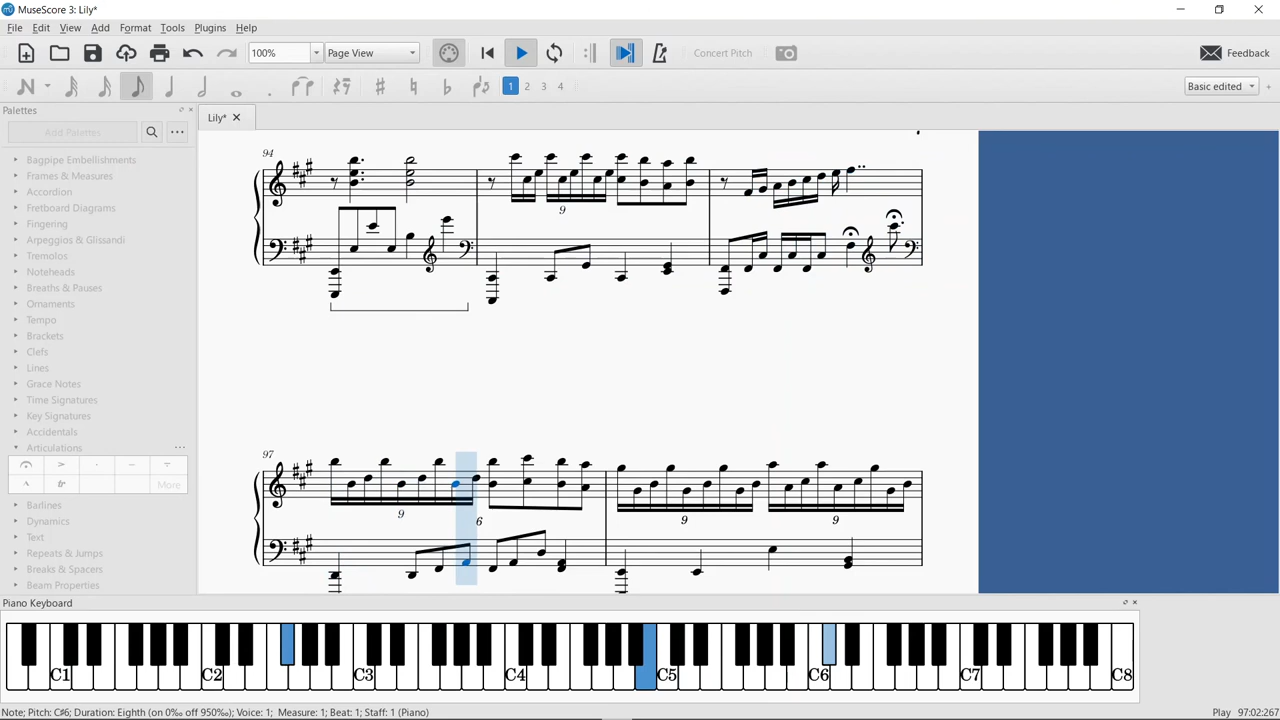 MuseScore 3: Lily*
File Edit View Add Format Tools Plugins Help
100% Page View Concert Pitch Feedback
1 2 3 4 Basic edited +
Palettes Lily*
Add Palettes
Bagpipe Embellishments
Frames & Measures
Accordion
Fretboard Diagrams
Fingering
Arpeggios & Glissandi
Tremolos
Noteheads
Breaths & Pauses
Ornaments
Tempo
Brackets
Clefs
Lines
Grace Notes
Time Signatures
Key Signatures
Accidentals
Articulations
More
Barlines
Dynamics
Text
Repeats & Jumps
Breaks & Spacers
Beam Properties
94
9
97
9 6 9 9
Piano Keyboard
C1 C2 C3 C4 C5 C6 C7 C8
Note; Pitch: C♯6; Duration: Eighth (on 0‰ off 950‰); Voice: 1; Measure: 1; Beat: 1; Staff: 1 (Piano) Play 97:02:267